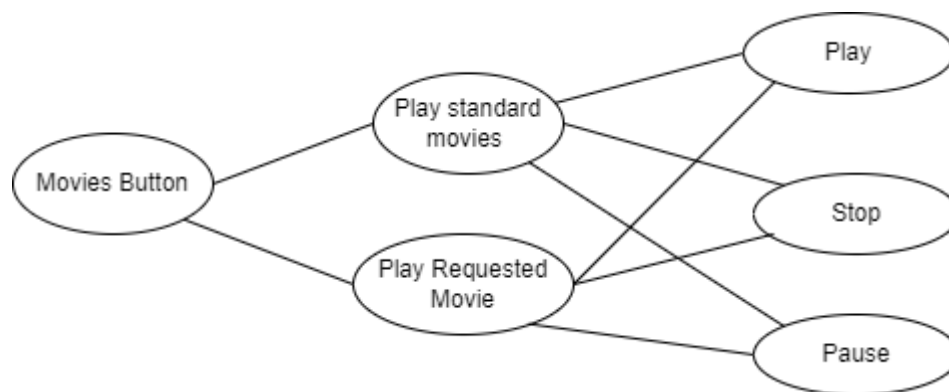 Play
Play standard
movies
Movies Button
Stop
Play Requested
Movie
Pause